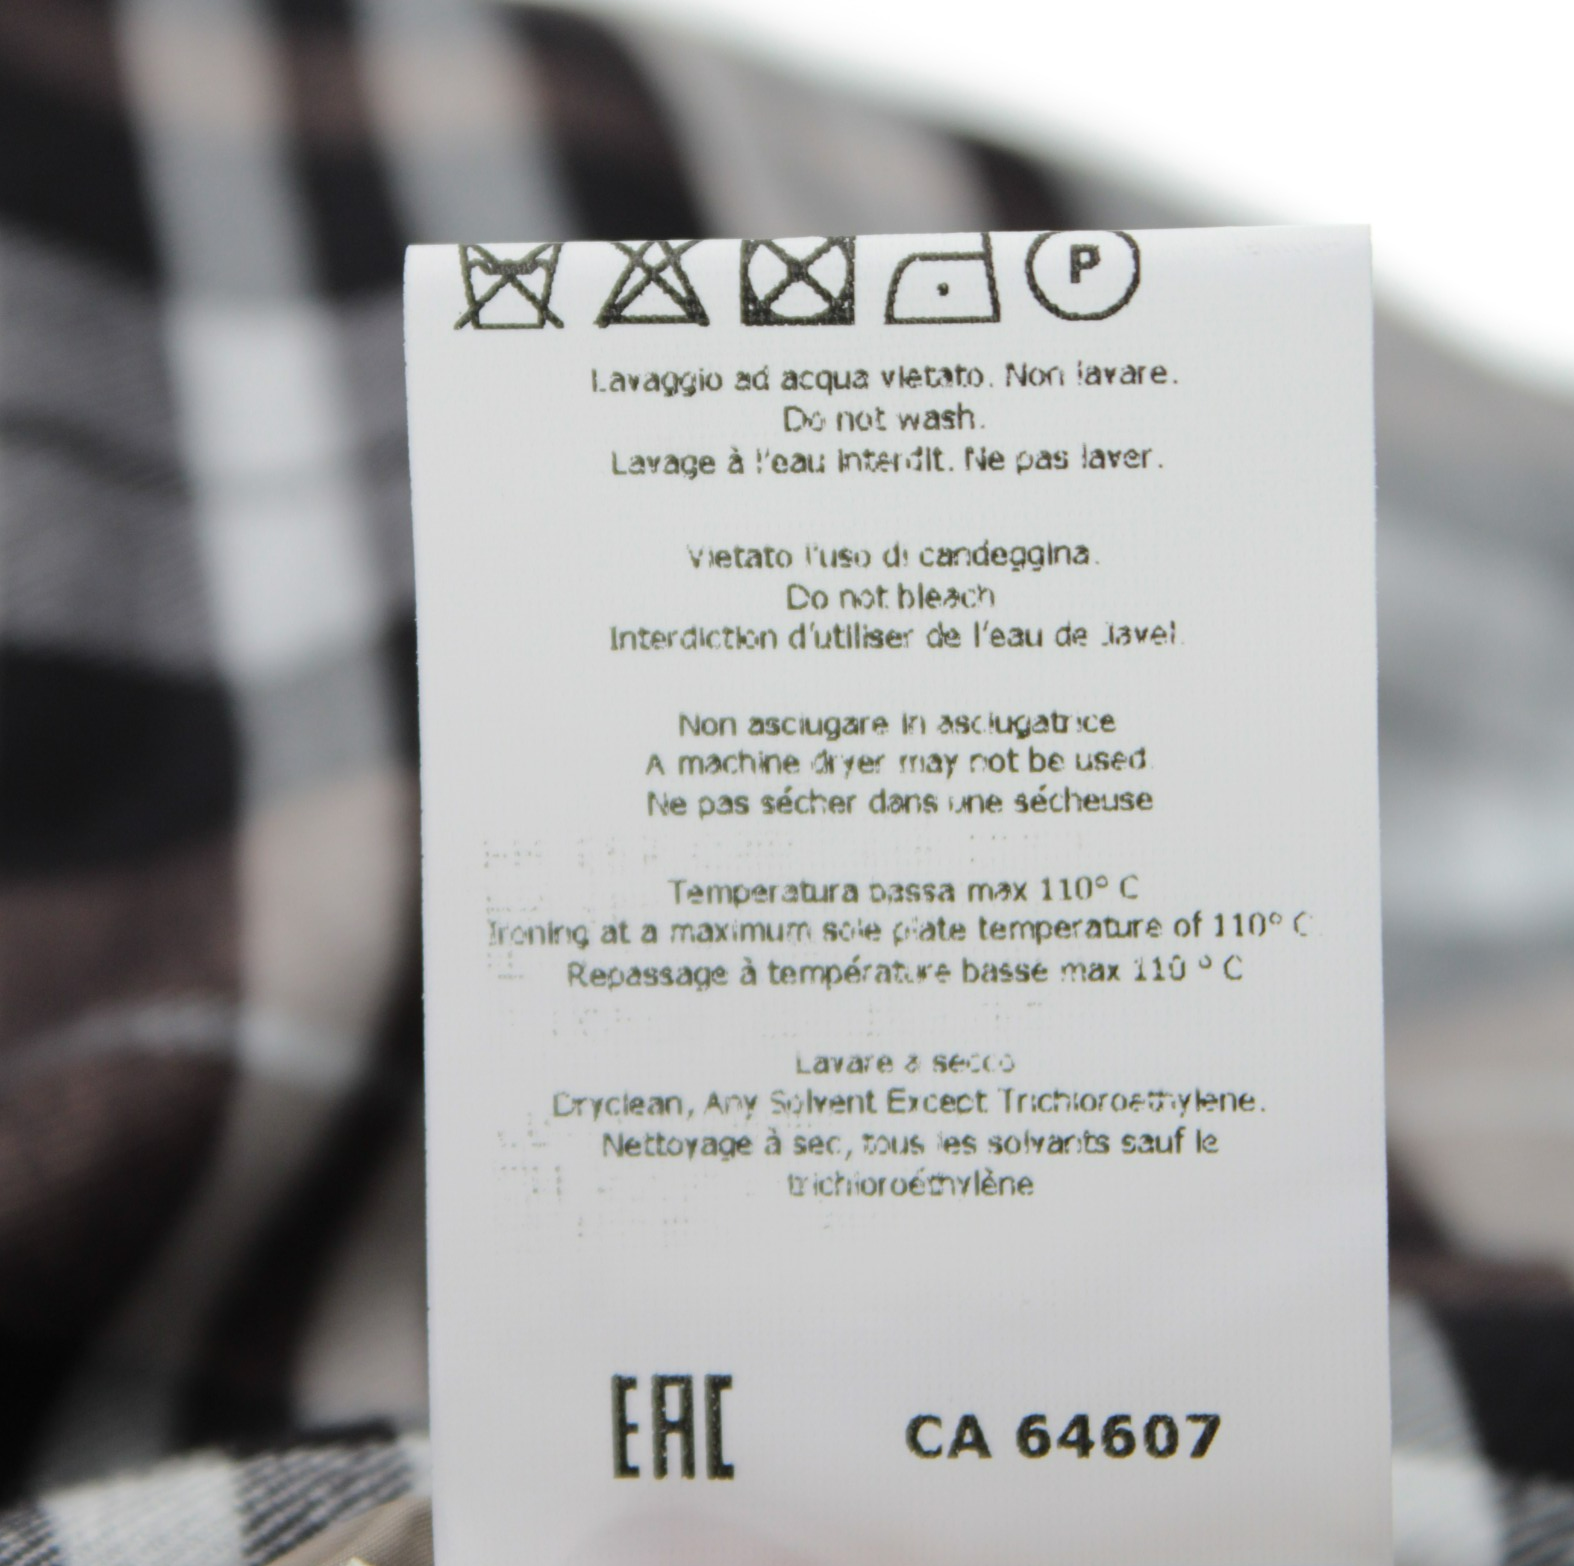 P
Lavaggio ad acqua vietato. Non lavare.
Do not wash.
Lavage à l'eau interdit. Ne pas laver.
Vietato l'uso di candeggina.
Do not bleach
Interdiction d'utiliser de l'eau de Javel.
Non asciugare in asciugatrice
A machine dryer may not be used.
Ne pas sécher dans une sécheuse
Temperatura bassa max 110° C
Ironing at a maximum sole plate temperature of 110° C.
Repassage à température basse max 110 ° C
Lavare a secco
Dryclean, Any Solvent Except Trichloroethylene.
Nettoyage à sec, tous les solvants sauf le
trichloroéthylène
EAC CA 64607